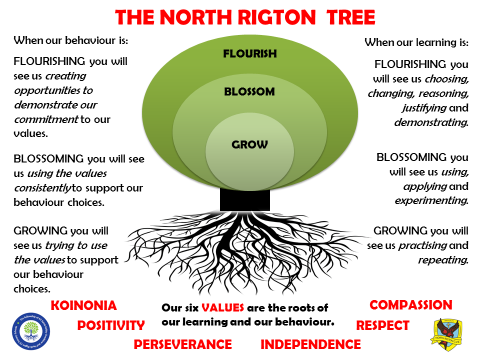 THE NORTH RIGTON TREE
When our behaviour is:
FLOURISHING you will
see us creating
opportunities to
demonstrate our
commitment to our
values.
BLOSSOMING you will see
us using the values
consistently to support our
behaviour choices.
GROWING you will
see us trying to use
the values to support
our behaviour
choices.
FLOURISH
BLOSSOM
GROW
When our learning is:
FLOURISHING you
will see us choosing,
changing, reasoning,
justifying and
demonstrating.
BLOSSOMING you
will see us using,
applying and
experimenting.
GROWING you will
see us practising and
repeating.
KOINONIA
POSITIVITY
PERSEVERANCE
Our six VALUES are the roots of
our learning and our behaviour.
INDEPENDENCE
RESPECT
COMPASSION